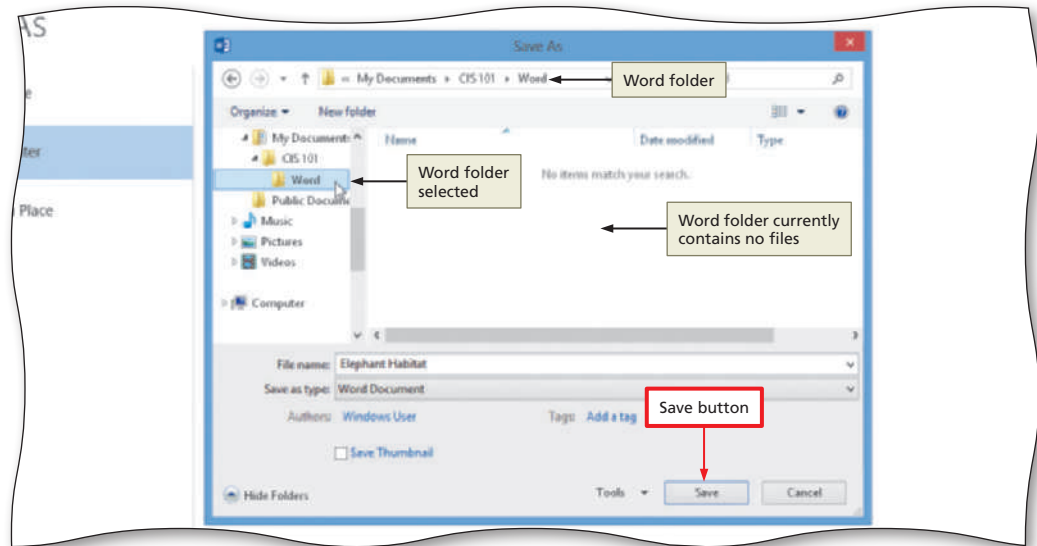 AS
ter
Place
Save As
« My Documents ▸ CIS 101 ▸ Word
Word folder
Organize
New folder
My Documents
CIS 101
Word
Public Docume
Music
Pictures
Videos
Computer
Name
Date modified
Type
No items match your search.
Word folder
selected
Word folder currently
contains no files
File name: Elephant Habitat
Save as type: Word Document
Authors: Windows User
Tags: Add a tag
Save button
Save Thumbnail
Hide Folders
Tools
Save
Cancel